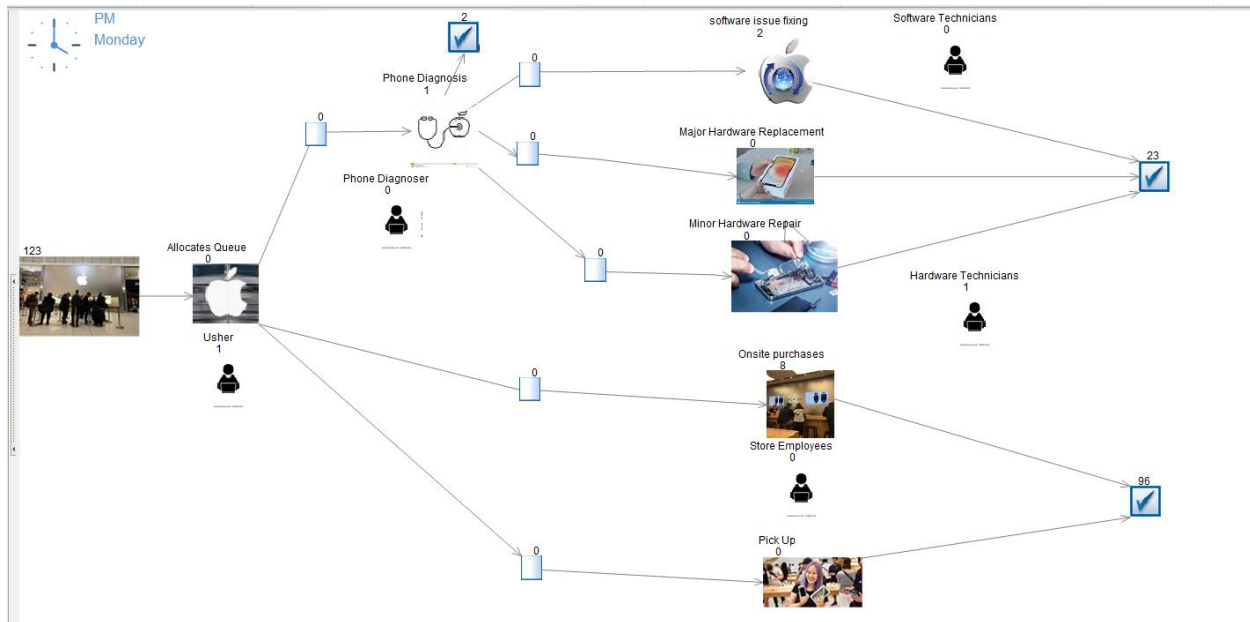 PM
Monday
2
software issue fixing
2
Software Technicians
0
0
Phone Diagnosis
1
0
0
Major Hardware Replacement
0
23
Phone Diagnoser
0
Minor Hardware Repair
0
123
Allocates Queue
0
0
Hardware Technicians
1
Usher
1
Onsite purchases
8
0
Store Employees
0
96
Pick Up
0
0